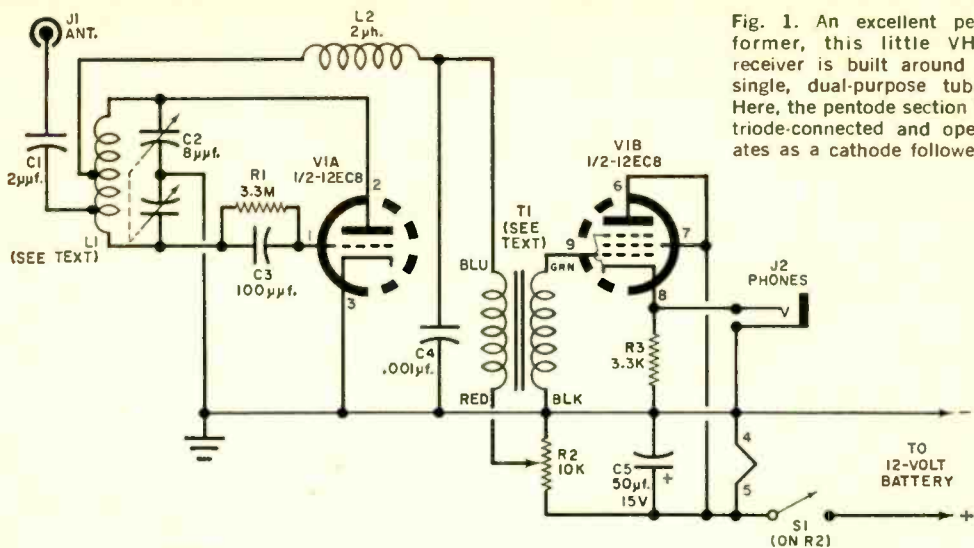 J1
ANT.
L2
2μh.
C1
2μμf.
C2
8μμf.
R1
3.3M
C3
100μμf.
L1
(SEE TEXT)
V1A
1/2-12EC8
2
1
3
C4
.001μf.
T1
(SEE TEXT)
BLU
RED
GRN
BLK
V1B
1/2-12EC8
6
7
9
8
R2
10K
R3
3.3K
C5
50μf.
15V
+
J2
PHONES
4
5
S1
(ON R2)
-
TO
12-VOLT
BATTERY
+
Fig. 1. An excellent pe
former, this little VH
receiver is built around
single, dual-purpose tub
Here, the pentode section
triode-connected and ope
ates as a cathode followe